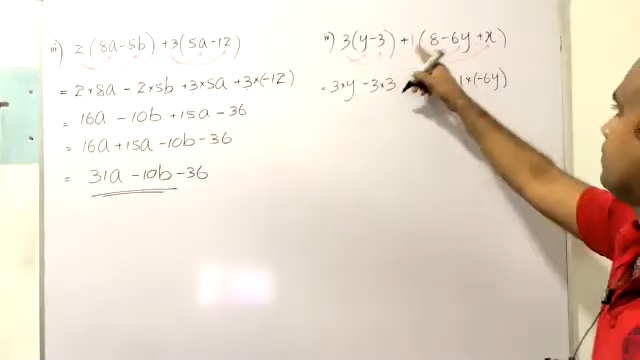 iii) 2(8a-5b) +3(5a-12)
= 2×8a - 2×5b +3×5a +3×(-12)
= 16a - 10b +15a - 36
= 16a +15a -10b -36
= 31a -10b -36
iv) 3(y-3) +1(8-6y+x)
= 3×y -3×3 1×(-6y)